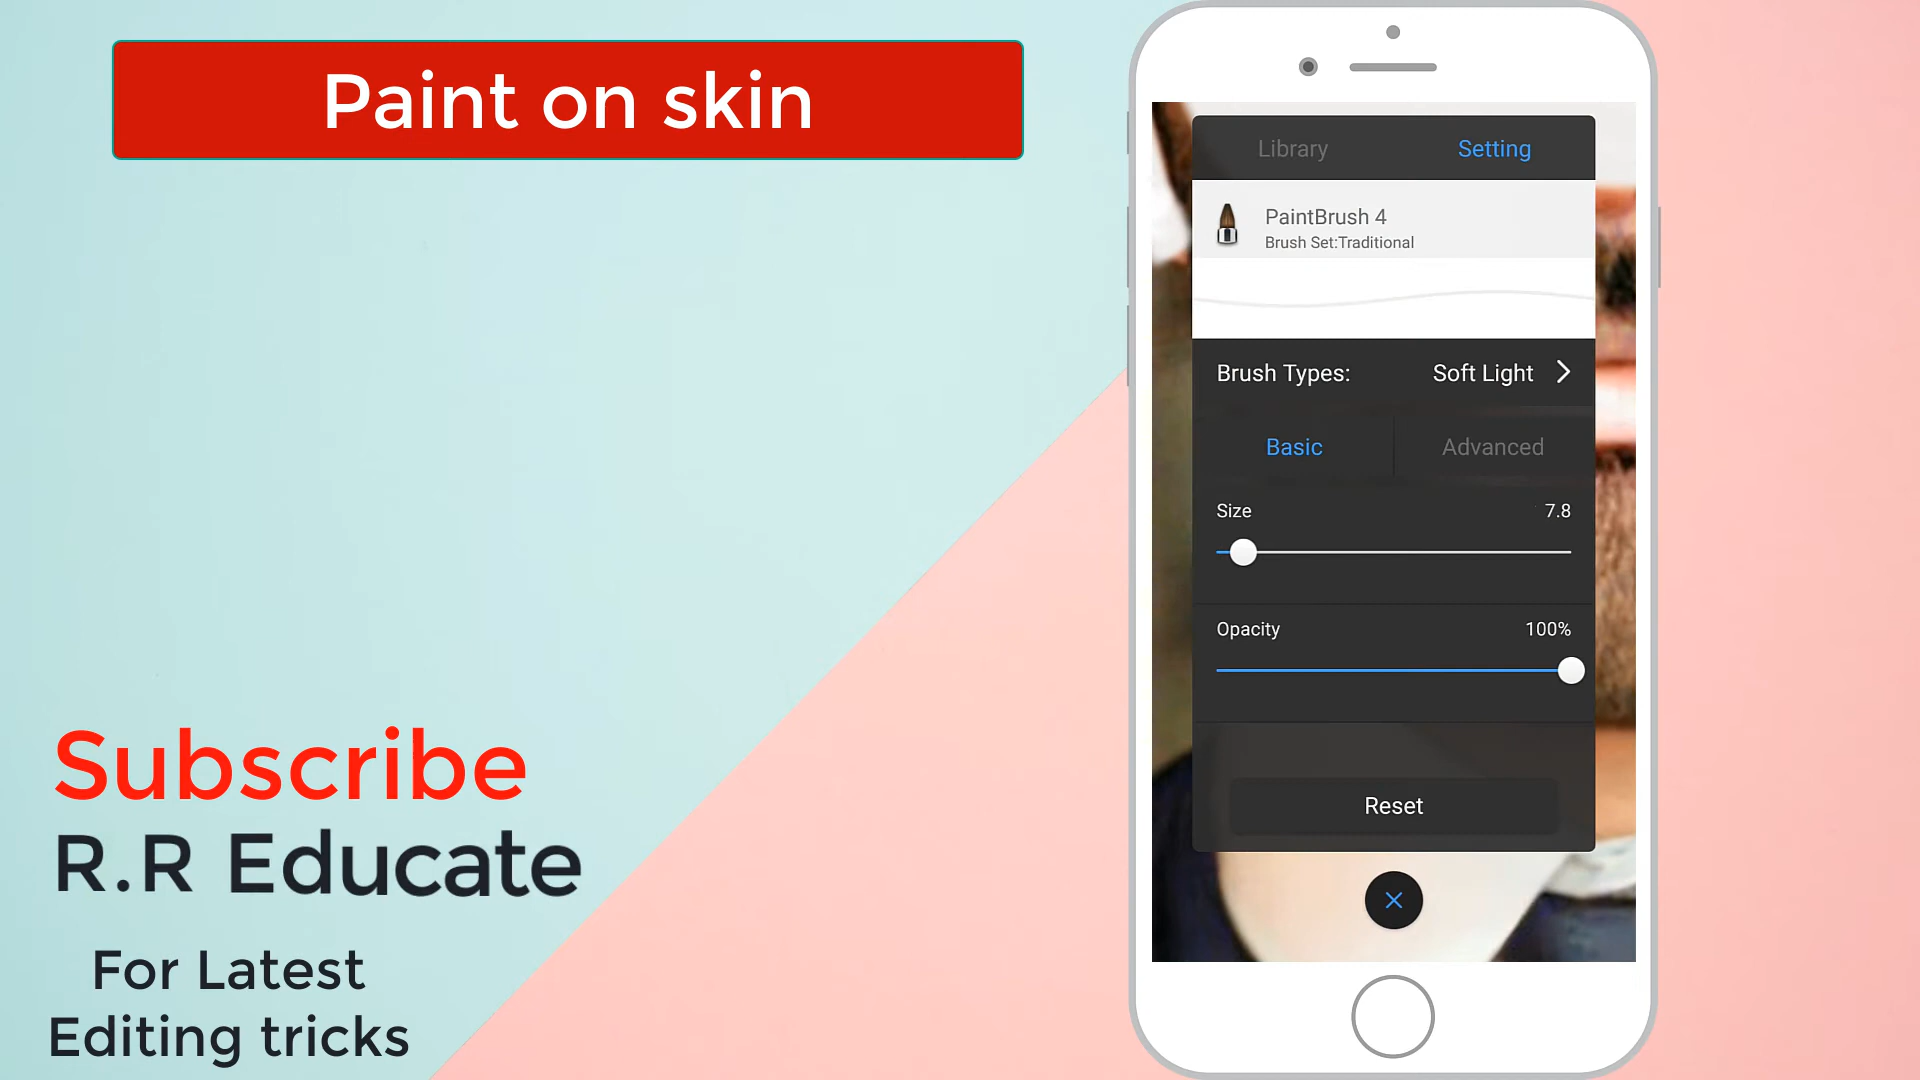 Paint on skin
Library Setting
PaintBrush 4
Brush Set:Traditional
Brush Types: Soft Light
Basic Advanced
Size 7.8
Opacity 100%
Reset
Subscribe
R.R Educate
For Latest
Editing tricks